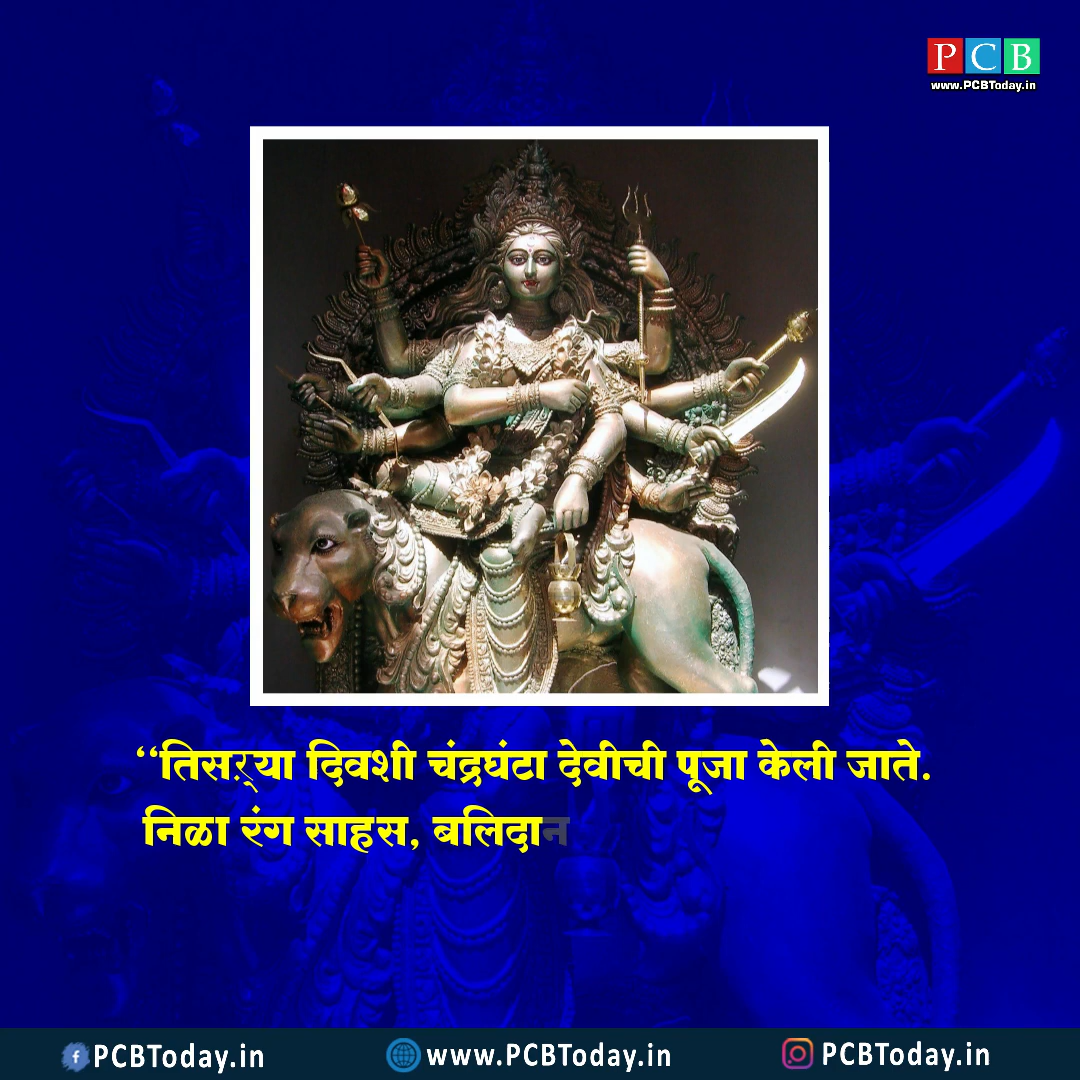 PCB
www.PCBToday.in
“तिसऱ्या दिवशी चंद्रघंटा देवीची पूजा केली जाते.
निळा रंग साहस, बलिदान
PCBToday.in www.PCBToday.in PCBToday.in